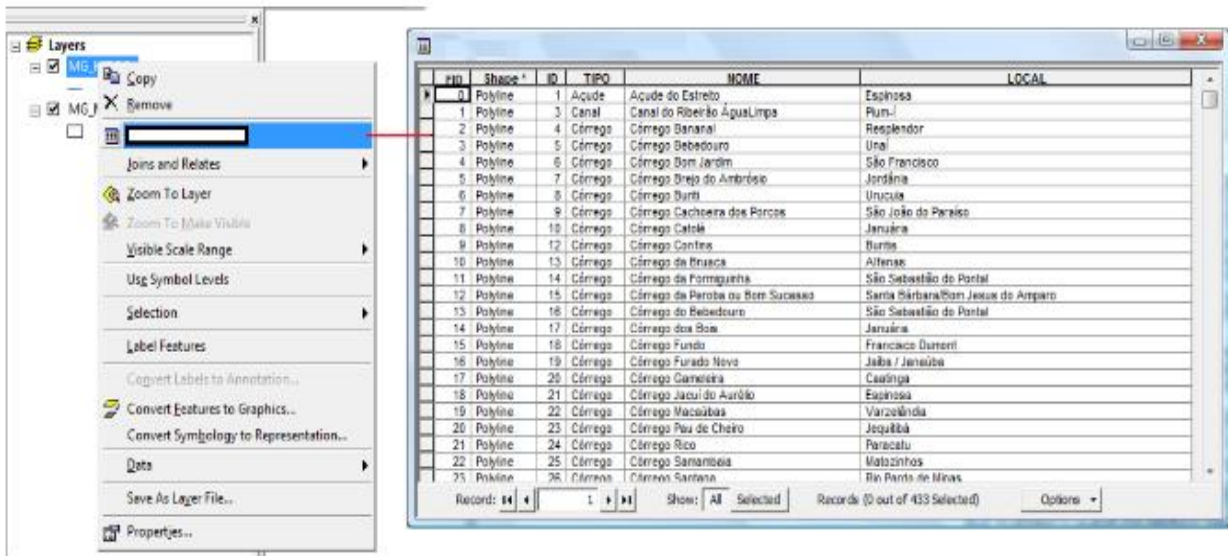 Layers
Copy
Remove
Joins and Relates
Zoom To Layer
Zoom To Make Visible
Visible Scale Range
Use Symbol Levels
Selection
Label Features
Convert Labels to Annotation...
Convert Features to Graphics...
Convert Symbology to Representation...
Data
Save As Layer File...
Properties...
FID Shape * ID TIPO NOME LOCAL
0 Polyline 1 Açude Açude do Estreito Espinosa
1 Polyline 3 Canal Canal do Ribeirão ÁguaLimpa Pium-í
2 Polyline 4 Córrego Córrego Bananal Resplendor
3 Polyline 5 Córrego Córrego Bebedouro Unaí
4 Polyline 6 Córrego Córrego Bom Jardim São Francisco
5 Polyline 7 Córrego Córrego Brejo do Ambrósio Jordânia
6 Polyline 8 Córrego Córrego Buriti Urucuia
7 Polyline 9 Córrego Córrego Cachoeira dos Porcos São João do Paraíso
8 Polyline 10 Córrego Córrego Catolé Januária
9 Polyline 12 Córrego Córrego Confins Buritis
10 Polyline 13 Córrego Córrego da Bruaca Alfenas
11 Polyline 14 Córrego Córrego da Formiguinha São Sebastião do Pontal
12 Polyline 15 Córrego Córrego da Peroba ou Bom Sucesso Santa Bárbara/Bom Jesus do Amparo
13 Polyline 16 Córrego Córrego do Bebedouro São Sebastião do Pontal
14 Polyline 17 Córrego Córrego dos Bois Januária
15 Polyline 18 Córrego Córrego Fundo Francisco Dumont
16 Polyline 19 Córrego Córrego Furado Novo Jaíba / Janaúba
17 Polyline 20 Córrego Córrego Gameleira Caatinga
18 Polyline 21 Córrego Córrego Jacuí do Aurélio Espinosa
19 Polyline 22 Córrego Córrego Macaúbas Varzelândia
20 Polyline 23 Córrego Córrego Pau de Cheiro Jequitibá
21 Polyline 24 Córrego Córrego Rico Paracatu
22 Polyline 25 Córrego Córrego Samambaia Matozinhos
23 Polyline 26 Córrego Córrego Santana Rio Pardo de Minas
Record: 1 Show: All Selected Records (0 out of 433 Selected) Options